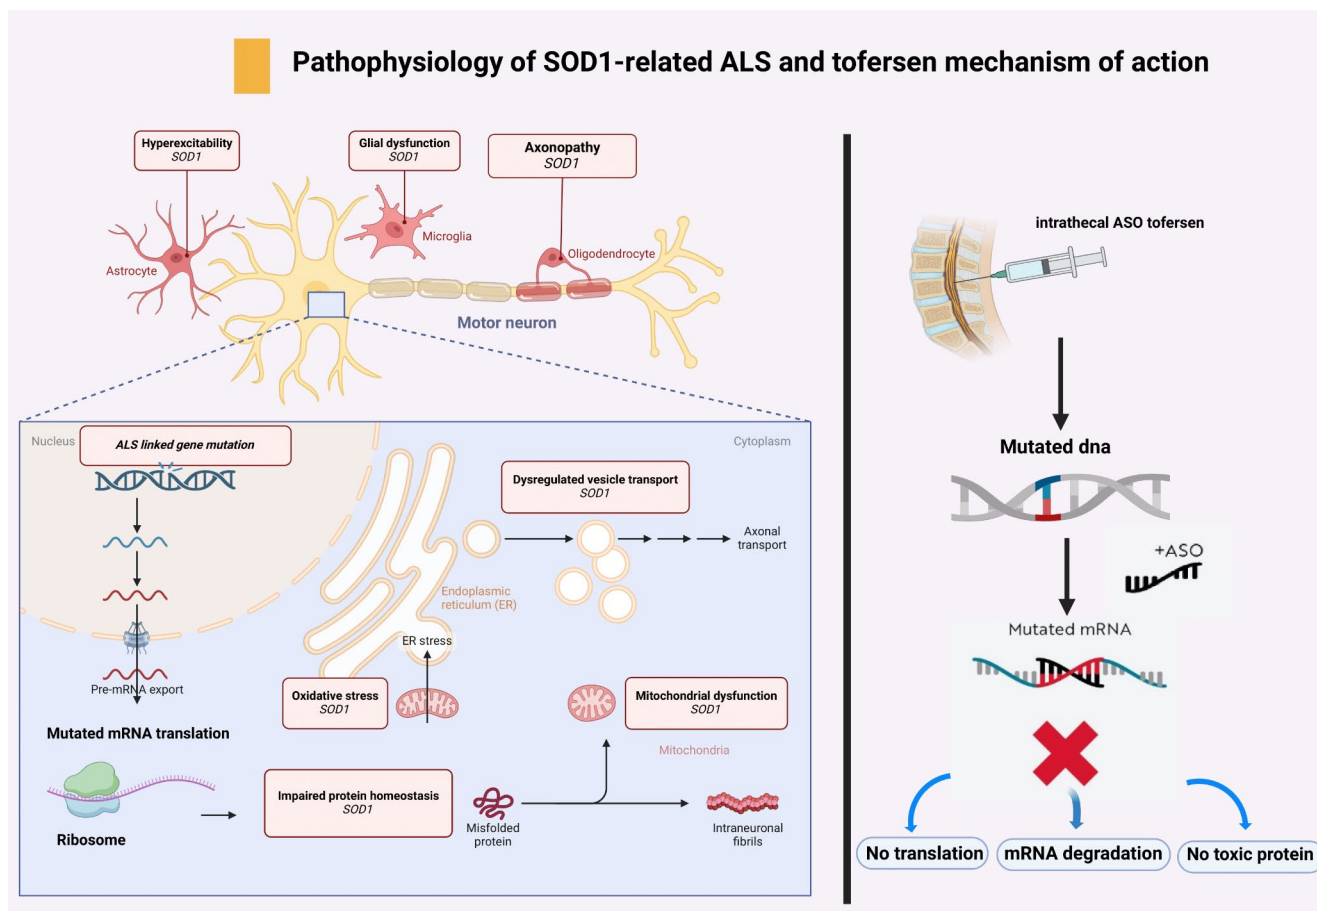 Pathophysiology of SOD1-related ALS and tofersen mechanism of action
Hyperexcitability
SOD1
Glial dysfunction
SOD1
Axonopathy
SOD1
Astrocyte
Microglia
Oligodendrocyte
Motor neuron
Nucleus
ALS linked gene mutation
Cytoplasm
Dysregulated vesicle transport
SOD1
Axonal
transport
Endoplasmic
reticulum (ER)
ER stress
Pre-mRNA export
Oxidative stress
SOD1
Mitochondrial dysfunction
SOD1
Mitochondria
Mutated mRNA translation
Ribosome
Impaired protein homeostasis
SOD1
Misfolded
protein
Intraneuronal
fibrils
intrathecal ASO tofersen
Mutated dna
+ASO
Mutated mRNA
No translation
mRNA degradation
No toxic protein